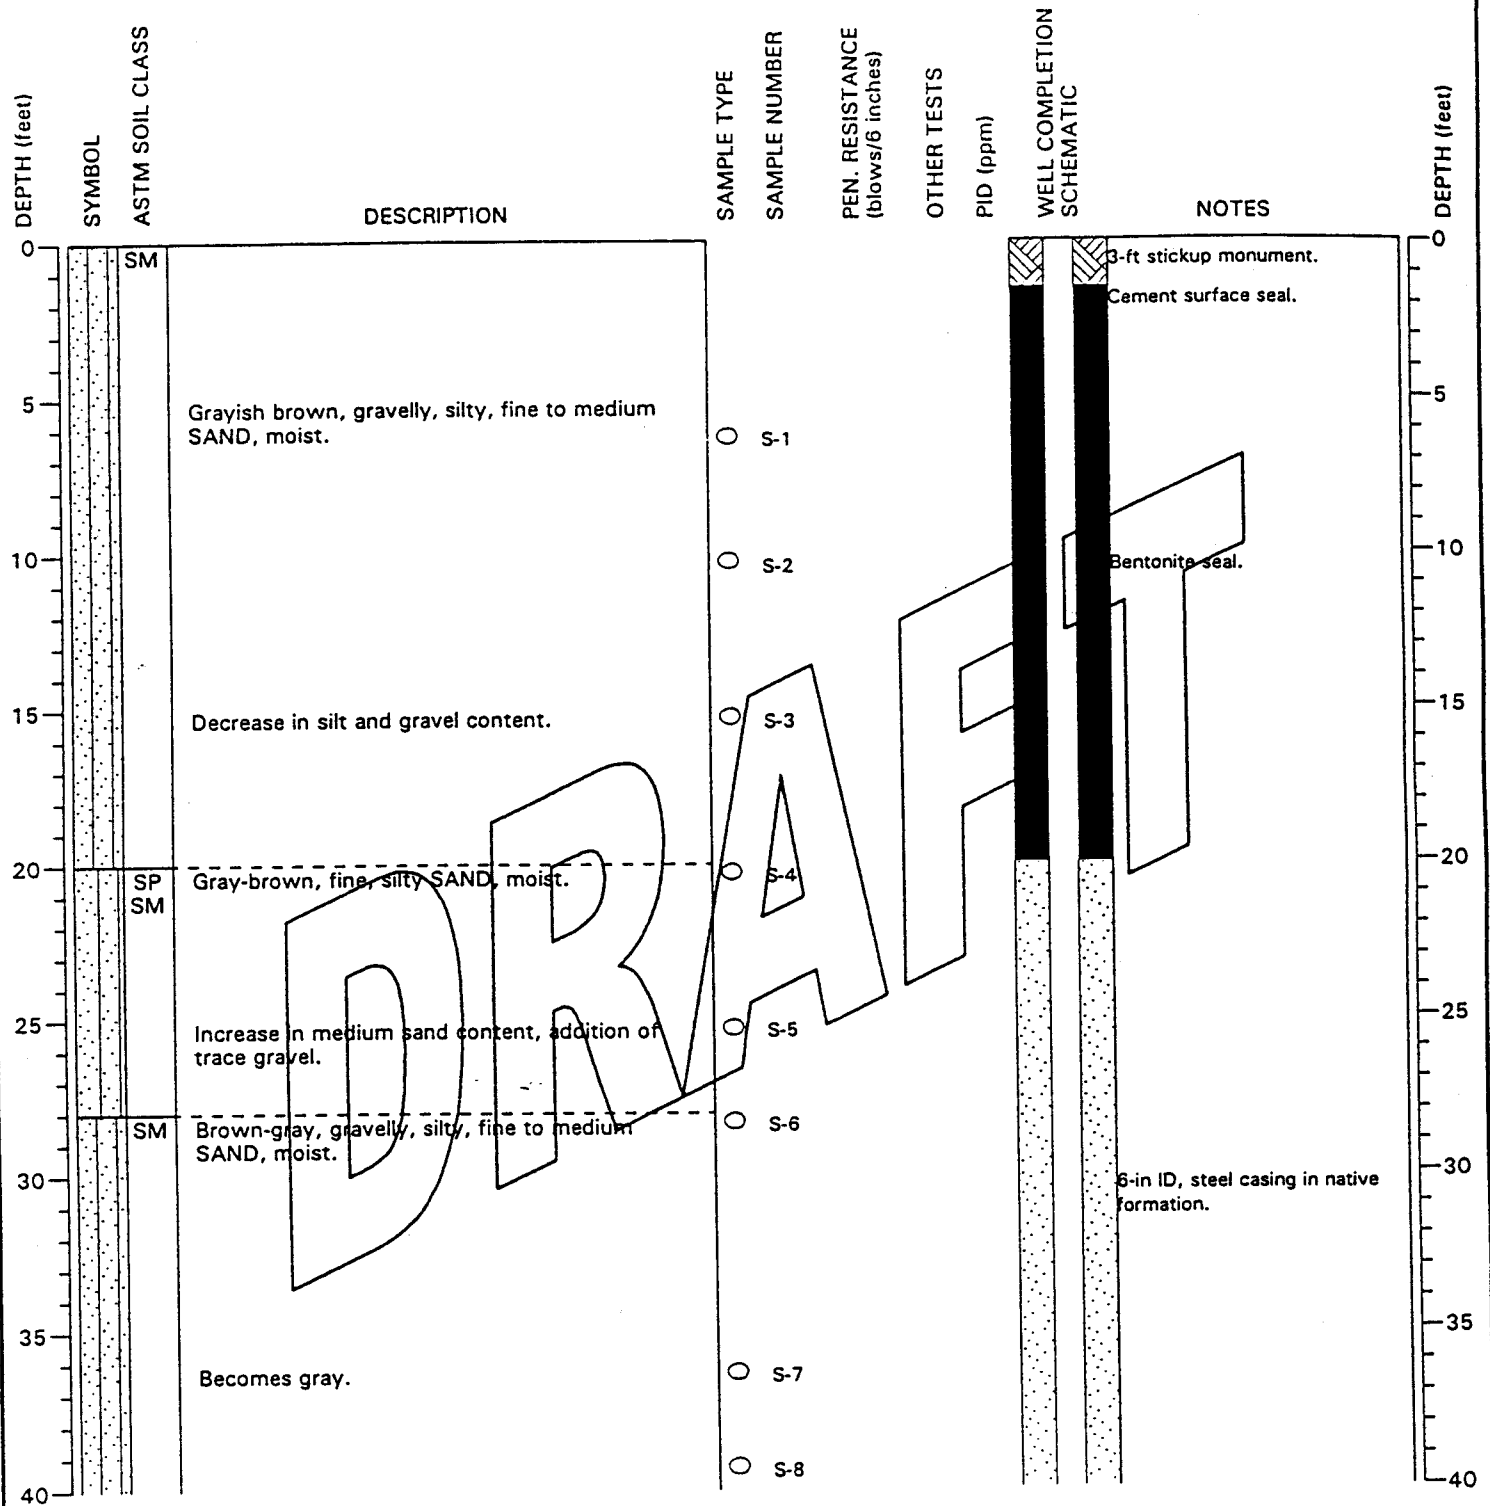 DEPTH (feet)
SYMBOL
ASTM SOIL CLASS
DESCRIPTION
SAMPLE TYPE
SAMPLE NUMBER
PEN. RESISTANCE
(blows/6 inches)
OTHER TESTS
PID (ppm)
WELL COMPLETION
SCHEMATIC
NOTES
DEPTH (feet)
0
SM
3-ft stickup monument.
0
Cement surface seal.
5
Grayish brown, gravelly, silty, fine to medium
SAND, moist.
S-1
5
10
S-2
Bentonite seal.
10
15
Decrease in silt and gravel content.
S-3
15
20
SP
SM
Gray-brown, fine, silty SAND, moist.
S-4
20
DRAFT
25
Increase in medium sand content, addition of
trace gravel.
S-5
25
SM
Brown-gray, gravelly, silty, fine to medium
SAND, moist.
S-6
30
6-in ID, steel casing in native
formation.
30
35
35
Becomes gray.
S-7
S-8
40
40